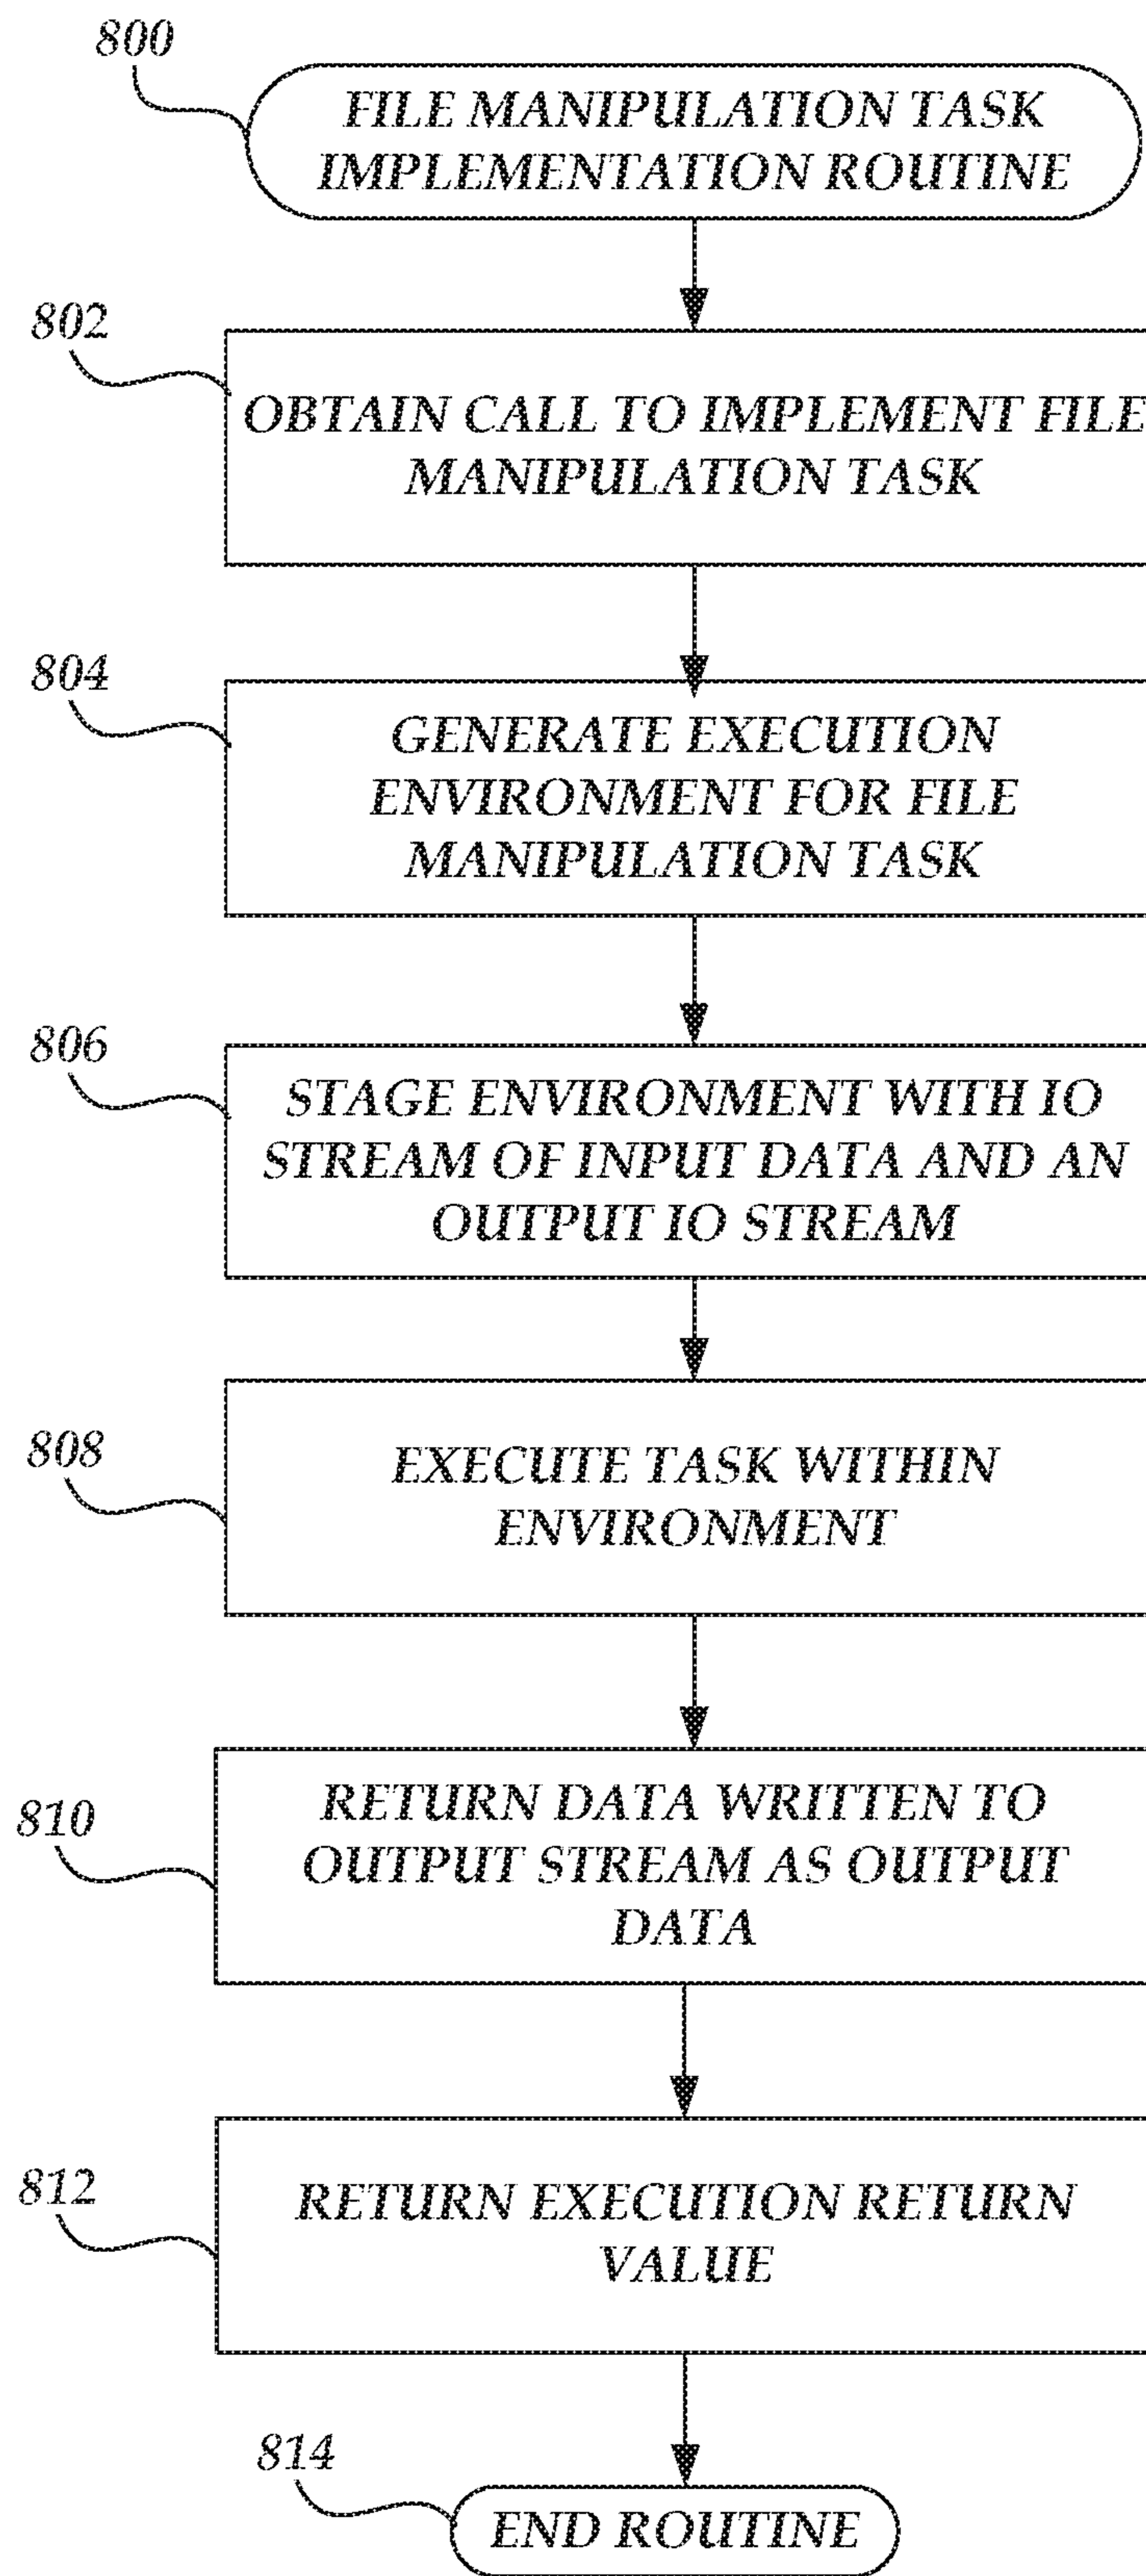 800
FILE MANIPULATION TASK
IMPLEMENTATION ROUTINE
802
OBTAIN CALL TO IMPLEMENT FILE
MANIPULATION TASK
804
GENERATE EXECUTION
ENVIRONMENT FOR FILE
MANIPULATION TASK
806
STAGE ENVIRONMENT WITH IO
STREAM OF INPUT DATA AND AN
OUTPUT IO STREAM
808
EXECUTE TASK WITHIN
ENVIRONMENT
810
RETURN DATA WRITTEN TO
OUTPUT STREAM AS OUTPUT
DATA
812
RETURN EXECUTION RETURN
VALUE
814
END ROUTINE